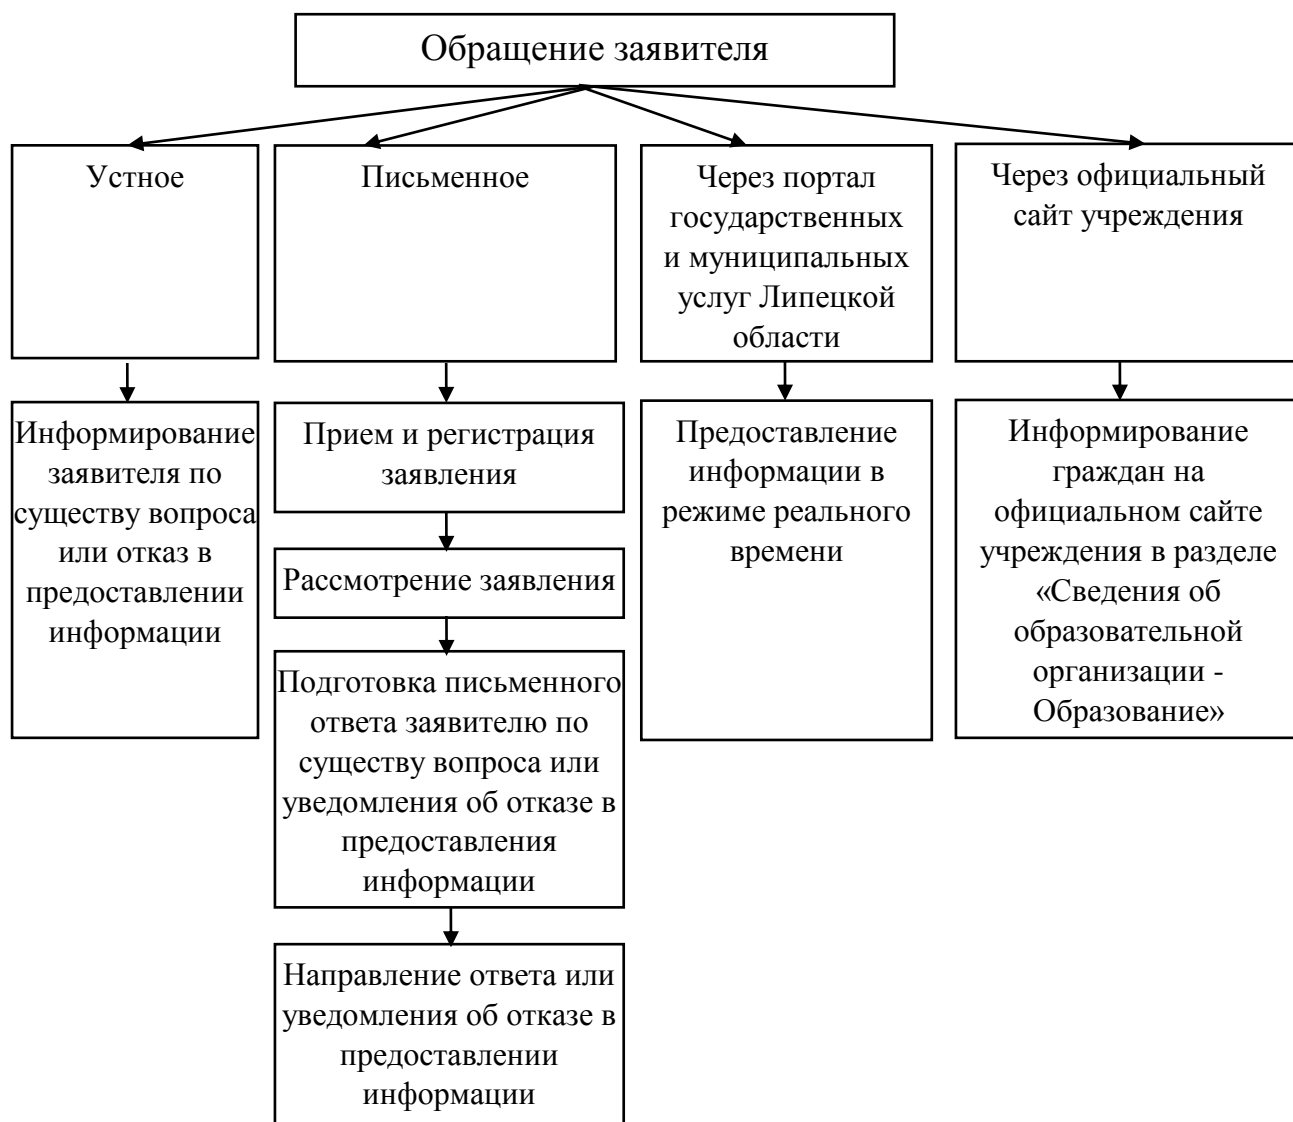 Обращение заявителя
Устное
Письменное
Через портал
государственных
и муниципальных
услуг Липецкой
области
Через официальный
сайт учреждения
Информирование
заявителя по
существу вопроса
или отказ в
предоставлении
информации
Прием и регистрация
заявления
Рассмотрение заявления
Подготовка письменного
ответа заявителю по
существу вопроса или
уведомления об отказе в
предоставления
информации
Направление ответа или
уведомления об отказе в
предоставлении
информации
Предоставление
информации в
режиме реального
времени
Информирование
граждан на
официальном сайте
учреждения в разделе
«Сведения об
образовательной
организации -
Образование»